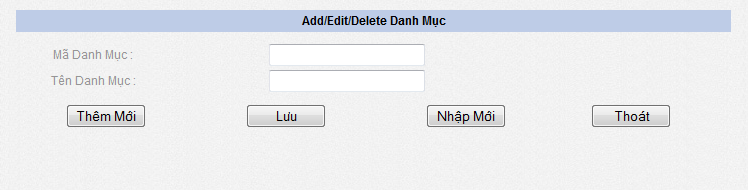 Add/Edit/Delete Danh Mục
Mã Danh Mục :
Tên Danh Mục :
Thêm Mới Lưu Nhập Mới Thoát